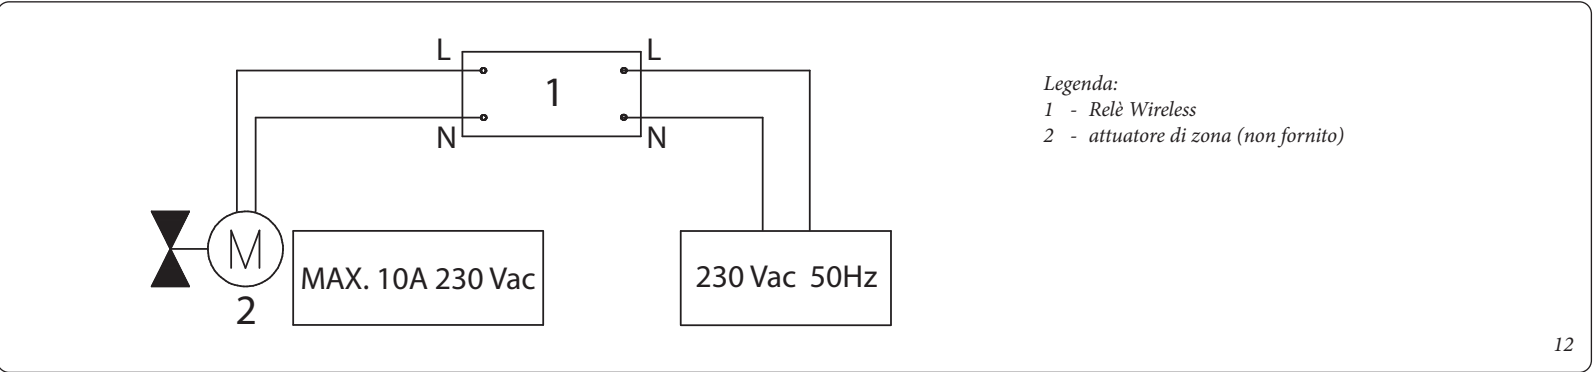 L
L
1
N
N
M
2
MAX. 10A 230 Vac
230 Vac 50Hz
Legenda:
1 - Relè Wireless
2 - attuatore di zona (non fornito)
12